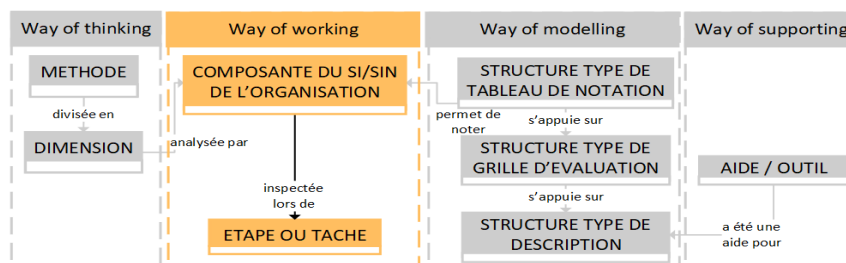 Way of thinking
Way of working
Way of modelling
Way of supporting
METHODE
divisée en
DIMENSION
analysée par
COMPOSANTE DU SI/SIN
DE L'ORGANISATION
inspectée
lors de
ETAPE OU TACHE
STRUCTURE TYPE DE
TABLEAU DE NOTATION
permet de
noter
s'appuie sur
STRUCTURE TYPE DE
GRILLE D'EVALUATION
s'appuie sur
STRUCTURE TYPE DE
DESCRIPTION
AIDE / OUTIL
a été une
aide pour